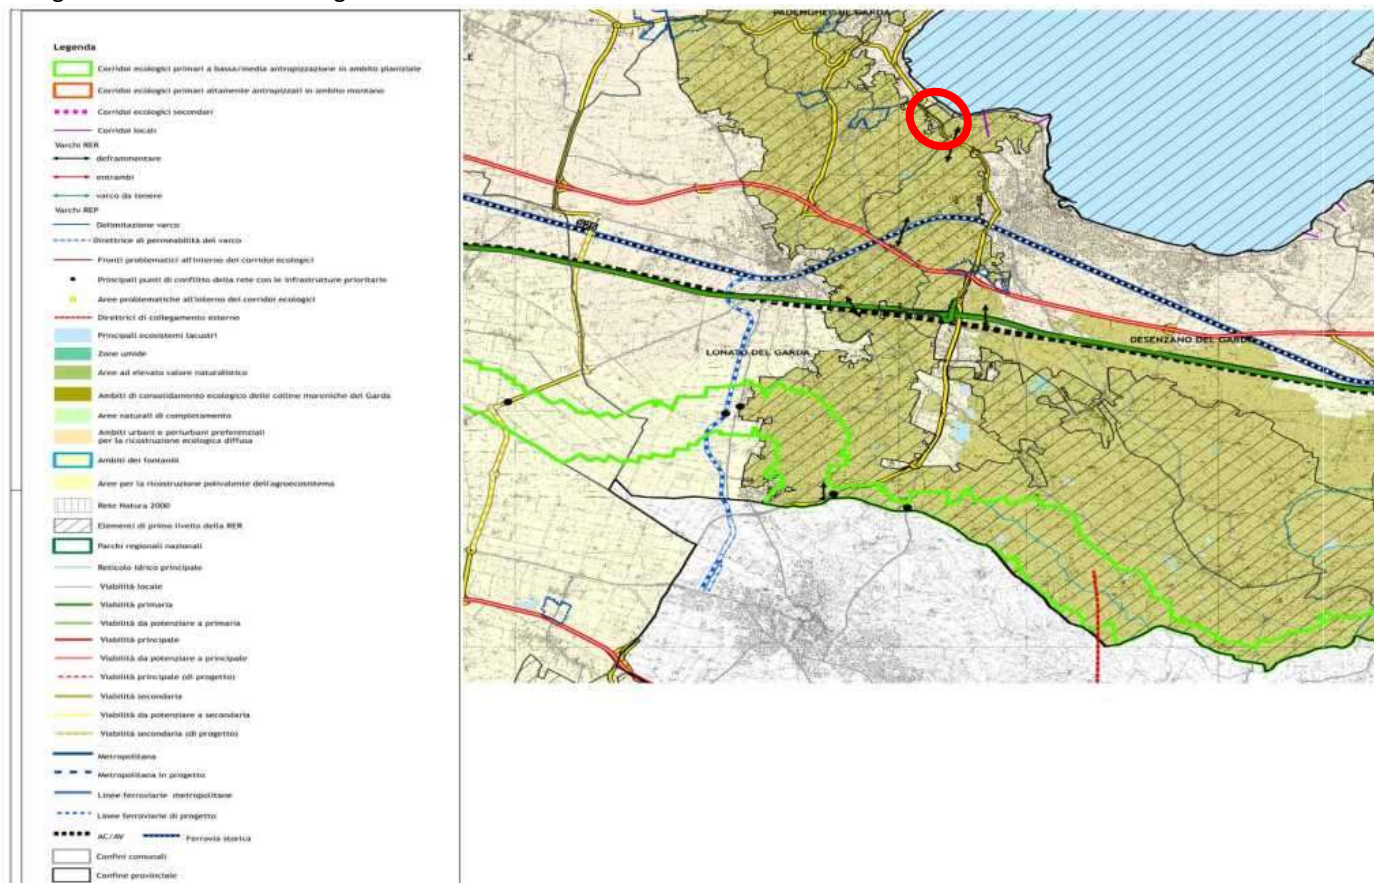 Legenda
Corridoi ecologici primari a bassa/media antropizzazione in ambito planiziale
Corridoi ecologici primari altamente antropizzati in ambito montano
Corridoi ecologici secondari
Corridoi locali
Varchi RER
deframmentare
entrambi
varco da tenere
Varchi REP
Delimitazione varco
Direttrice di permeabilità del varco
Fronti problematici all'interno dei corridoi ecologici
Principali punti di conflitto della rete con le infrastrutture prioritarie
Aree problematiche all'interno dei corridoi ecologici
Direttrici di collegamento esterno
Principali ecosistemi lacustri
Zone umide
Aree ad elevato valore naturalistico
Ambiti di consolidamento ecologico delle colline moreniche del Garda
Aree naturali di completamento
Ambiti urbani e periurbani preferenziali
per la ricostruzione ecologica diffusa
Ambiti dei fontanili
Aree per la ricostruzione polivalente dell'agroecosistema
Rete Natura 2000
Elementi di primo livello della RER
Parchi regionali nazionali
Reticolo idrico principale
Viabilità locale
Viabilità primaria
Viabilità da potenziare a primaria
Viabilità principale
Viabilità da potenziare a principale
Viabilità principale (di progetto)
Viabilità secondaria
Viabilità da potenziare a secondaria
Viabilità secondaria (di progetto)
Metropolitana
Metropolitana in progetto
Linee ferroviarie metropolitane
Linee ferroviarie di progetto
AC/AV Ferrovia storica
Confini comunali
Confine provinciale
LONATO DEL GARDA
DESENZANO DEL GARDA